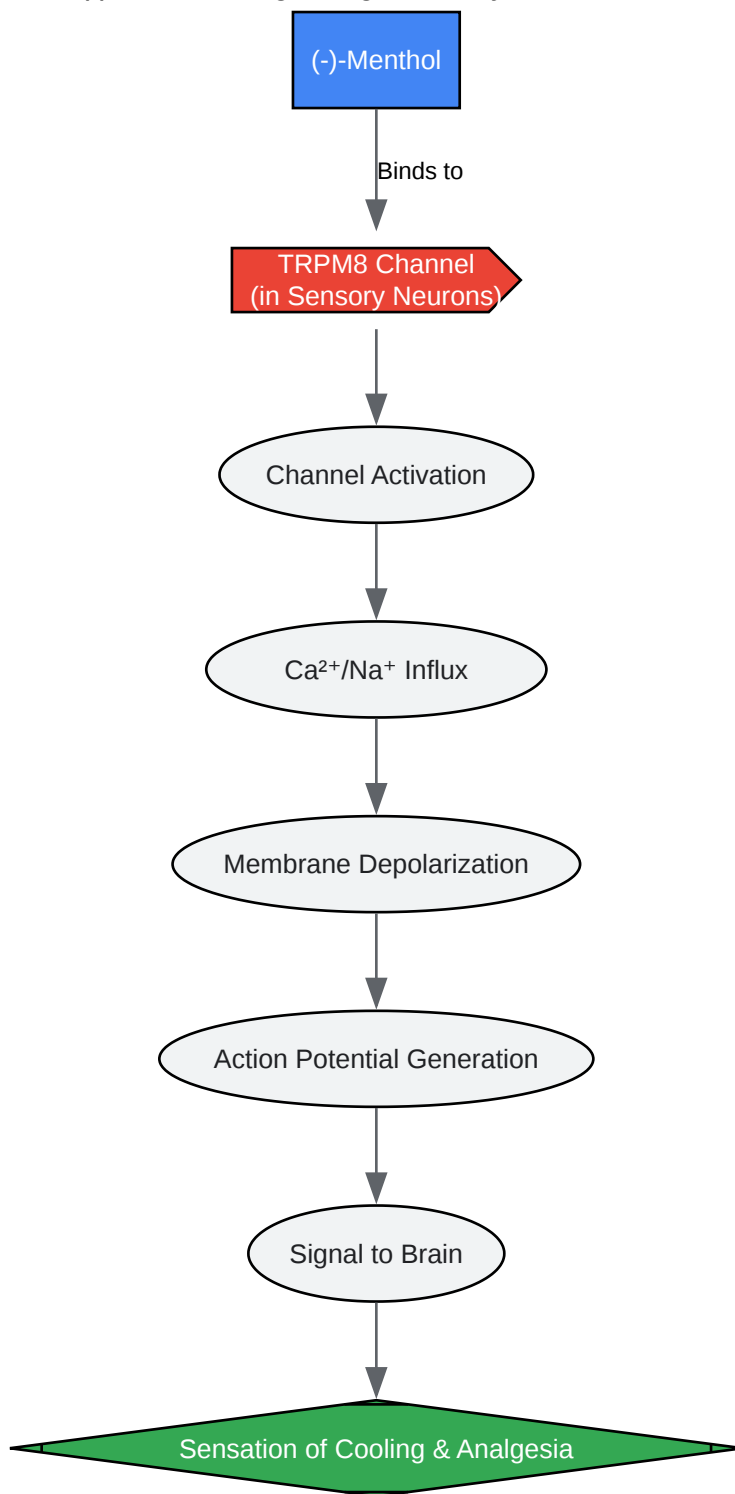 (-)-Menthol
Binds to
TRPM8 Channel
(in Sensory Neurons)
Channel Activation
Ca²⁺/Na⁺ Influx
Membrane Depolarization
Action Potential Generation
Signal to Brain
Sensation of Cooling & Analgesia